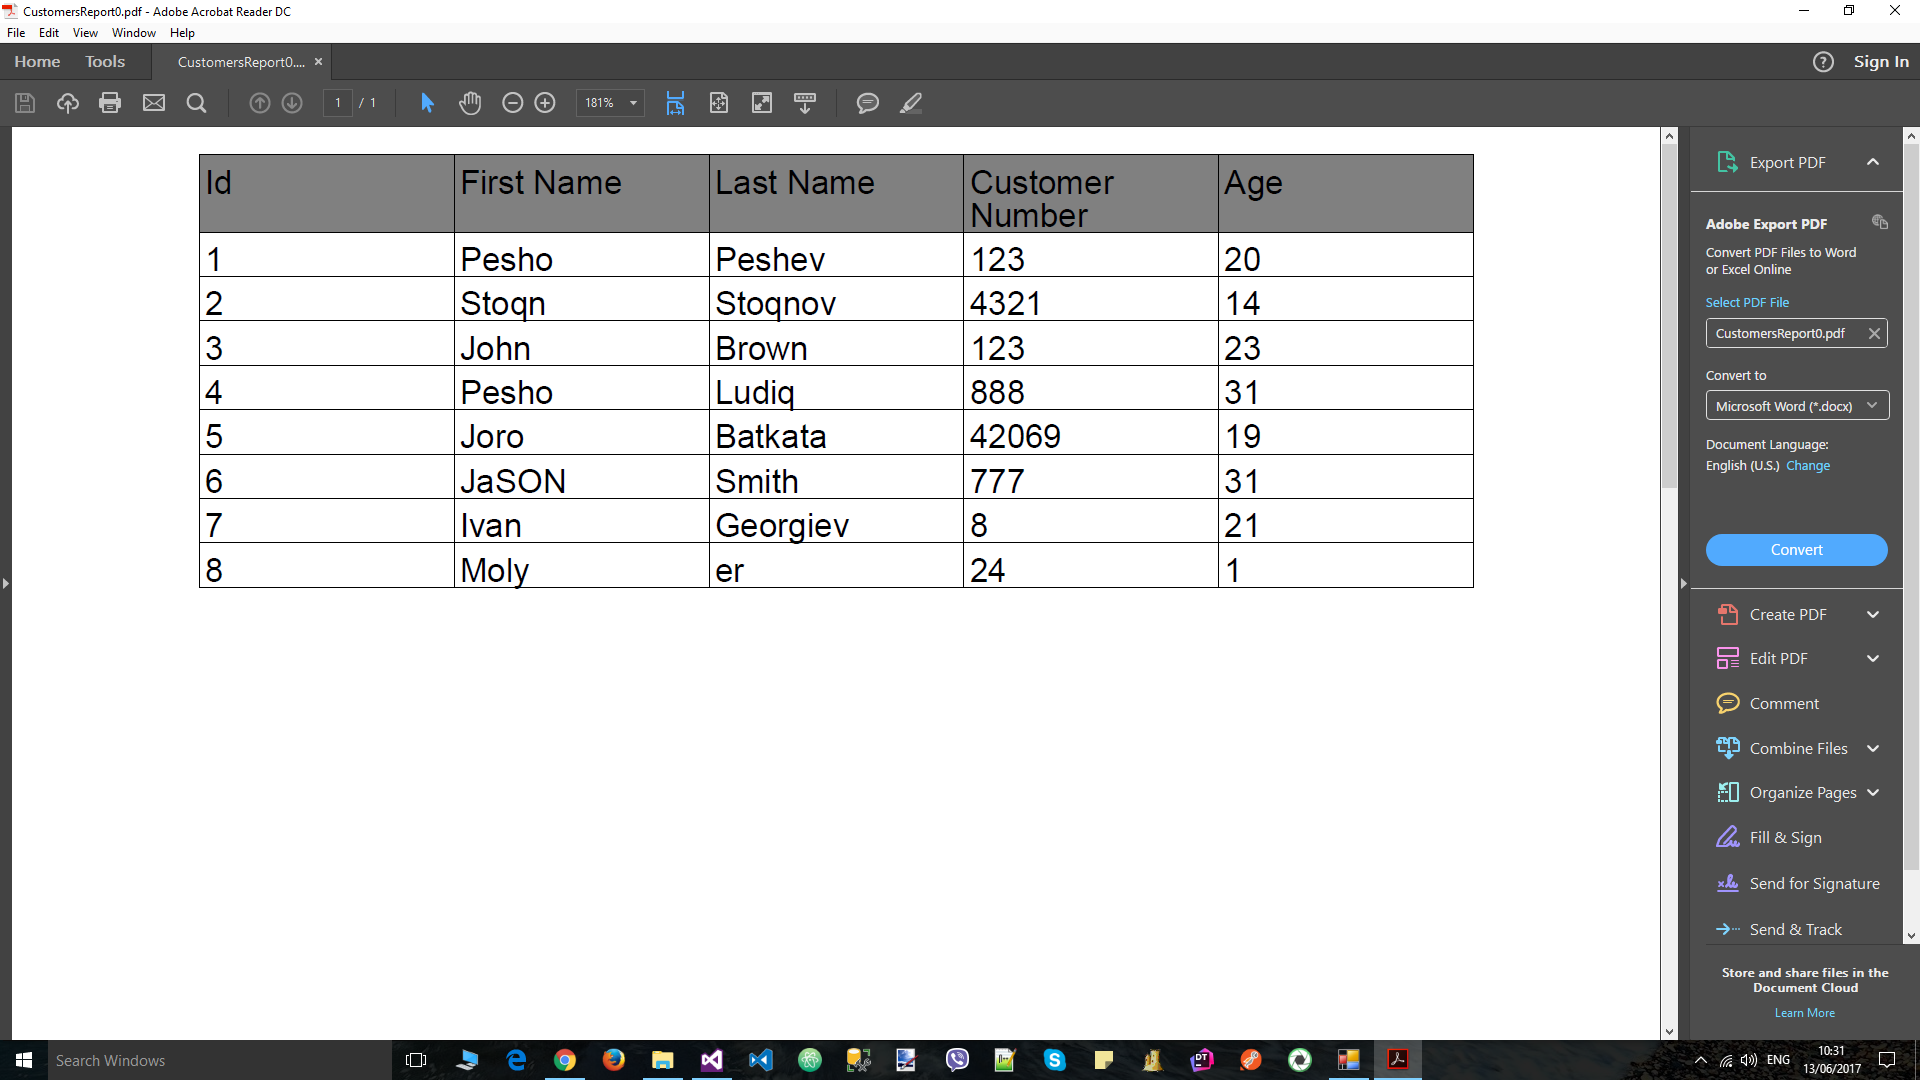 CustomersReport0.pdf - Adobe Acrobat Reader DC
File Edit View Window Help
Home Tools CustomersReport0.... × ? Sign In
1 / 1 181%
Id First Name Last Name Customer Number Age
1 Pesho Peshev 123 20
2 Stoqn Stoqnov 4321 14
3 John Brown 123 23
4 Pesho Ludiq 888 31
5 Joro Batkata 42069 19
6 JaSON Smith 777 31
7 Ivan Georgiev 8 21
8 Moly er 24 1
Export PDF
Adobe Export PDF
Convert PDF Files to Word
or Excel Online
Select PDF File
CustomersReport0.pdf
Convert to
Microsoft Word (*.docx)
Document Language:
English (U.S.) Change
Convert
Create PDF
Edit PDF
Comment
Combine Files
Organize Pages
Fill & Sign
Send for Signature
Send & Track
Store and share files in the
Document Cloud
Learn More
Search Windows
DT
ENG
10:31
13/06/2017